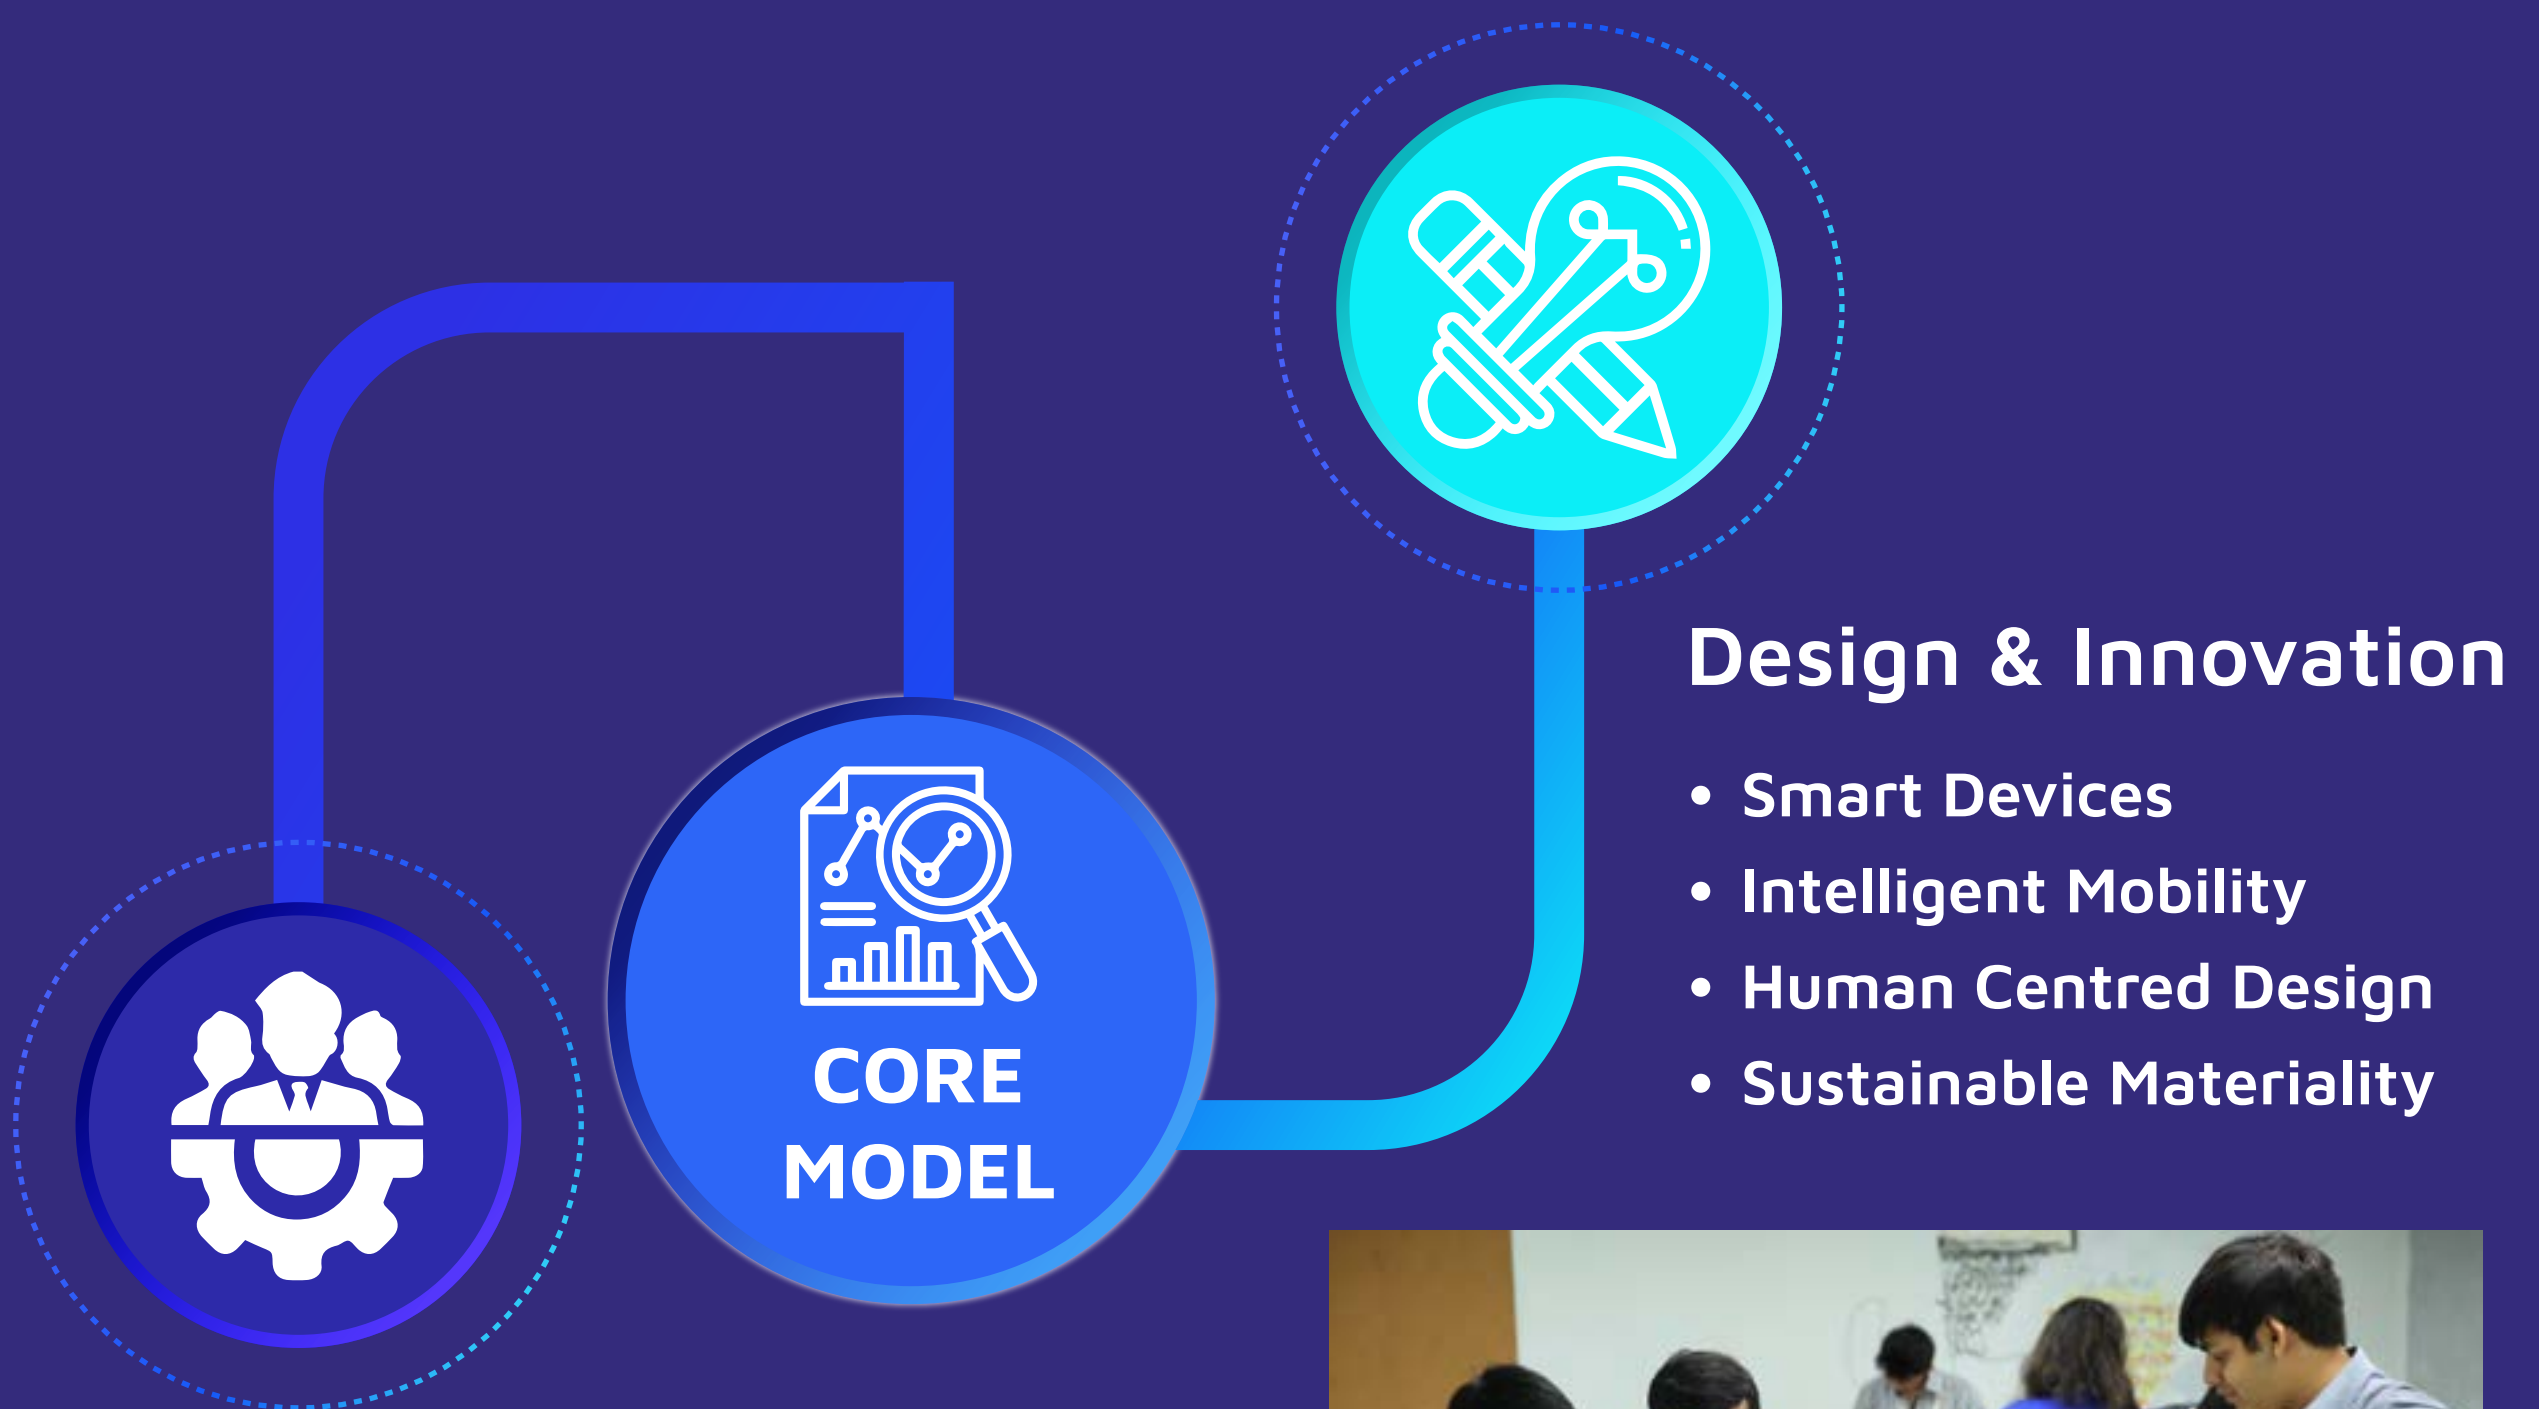 Design & Innovation
• Smart Devices
• Intelligent Mobility
• Human Centred Design
• Sustainable Materiality
CORE
MODEL